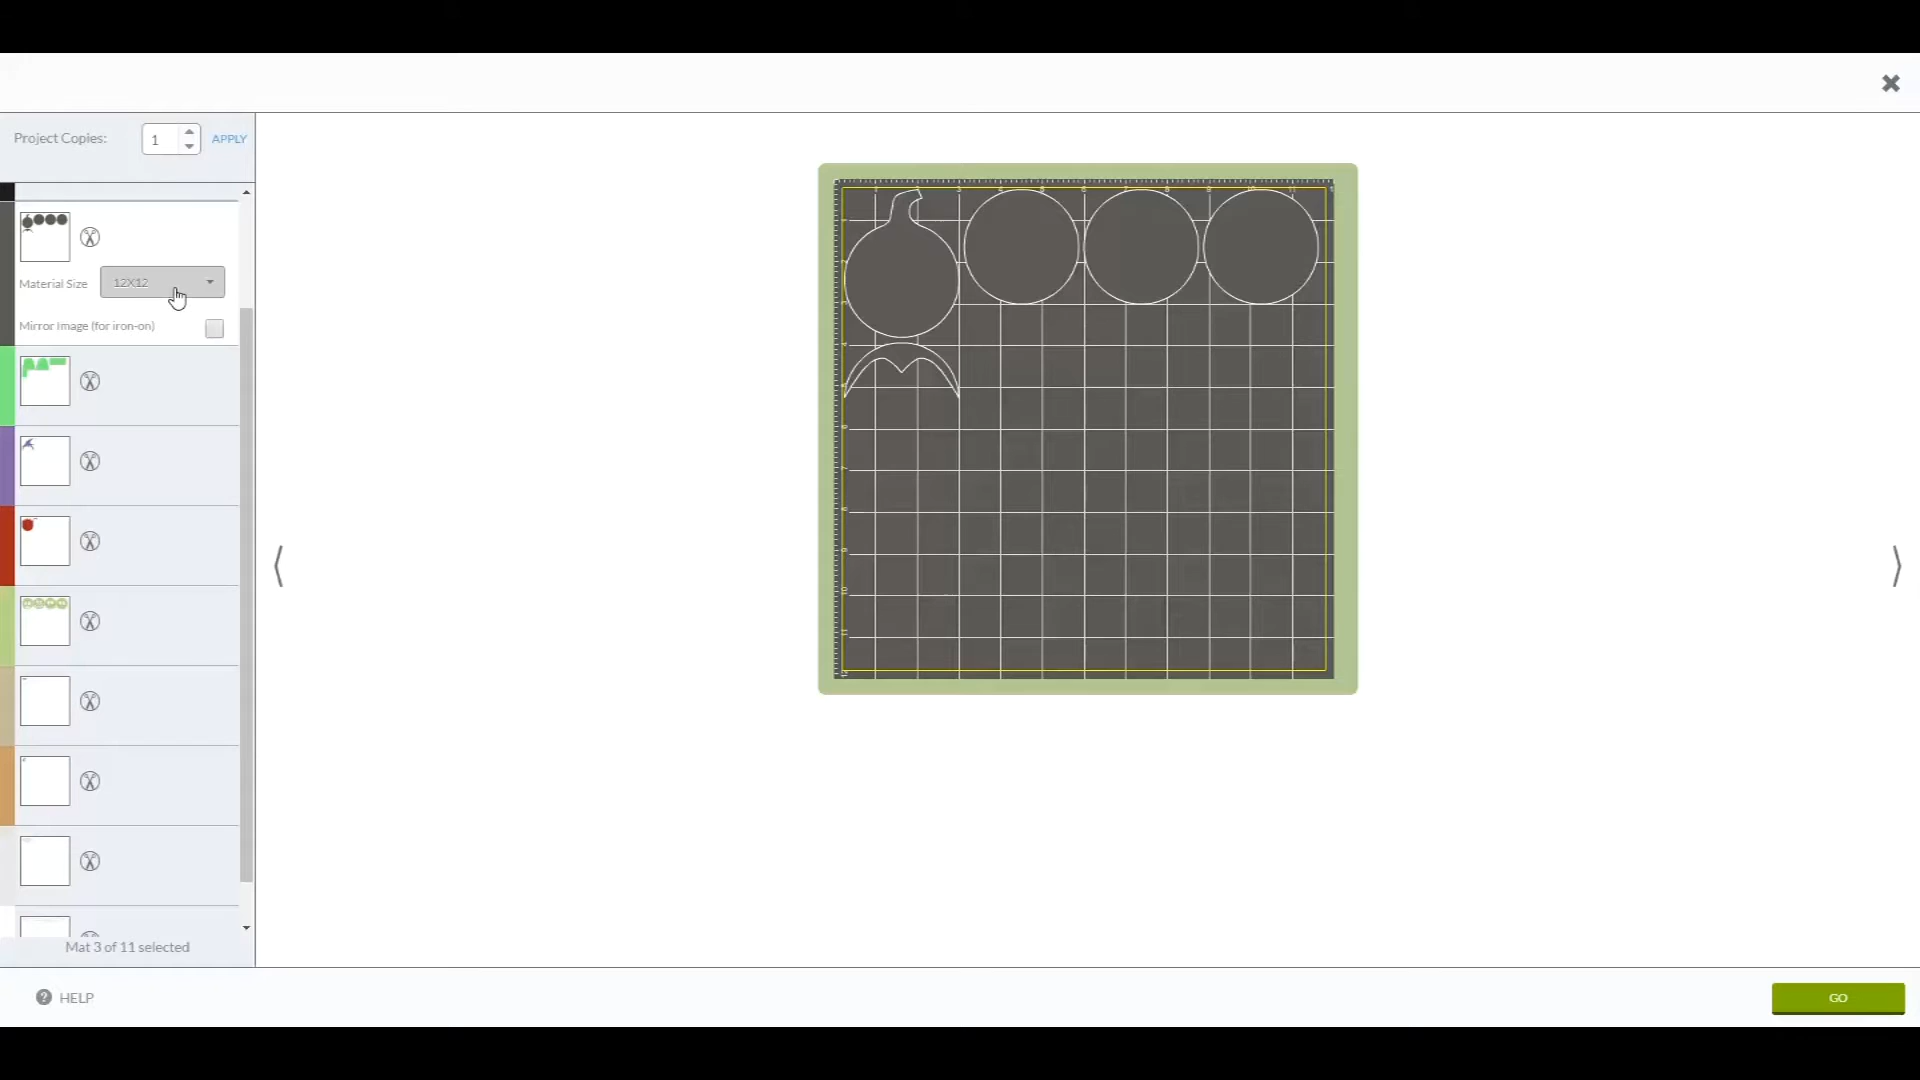 Project Copies: 1 APPLY
Material Size 12X12
Mirror Image (for iron-on)
Mat 3 of 11 selected
? HELP
GO